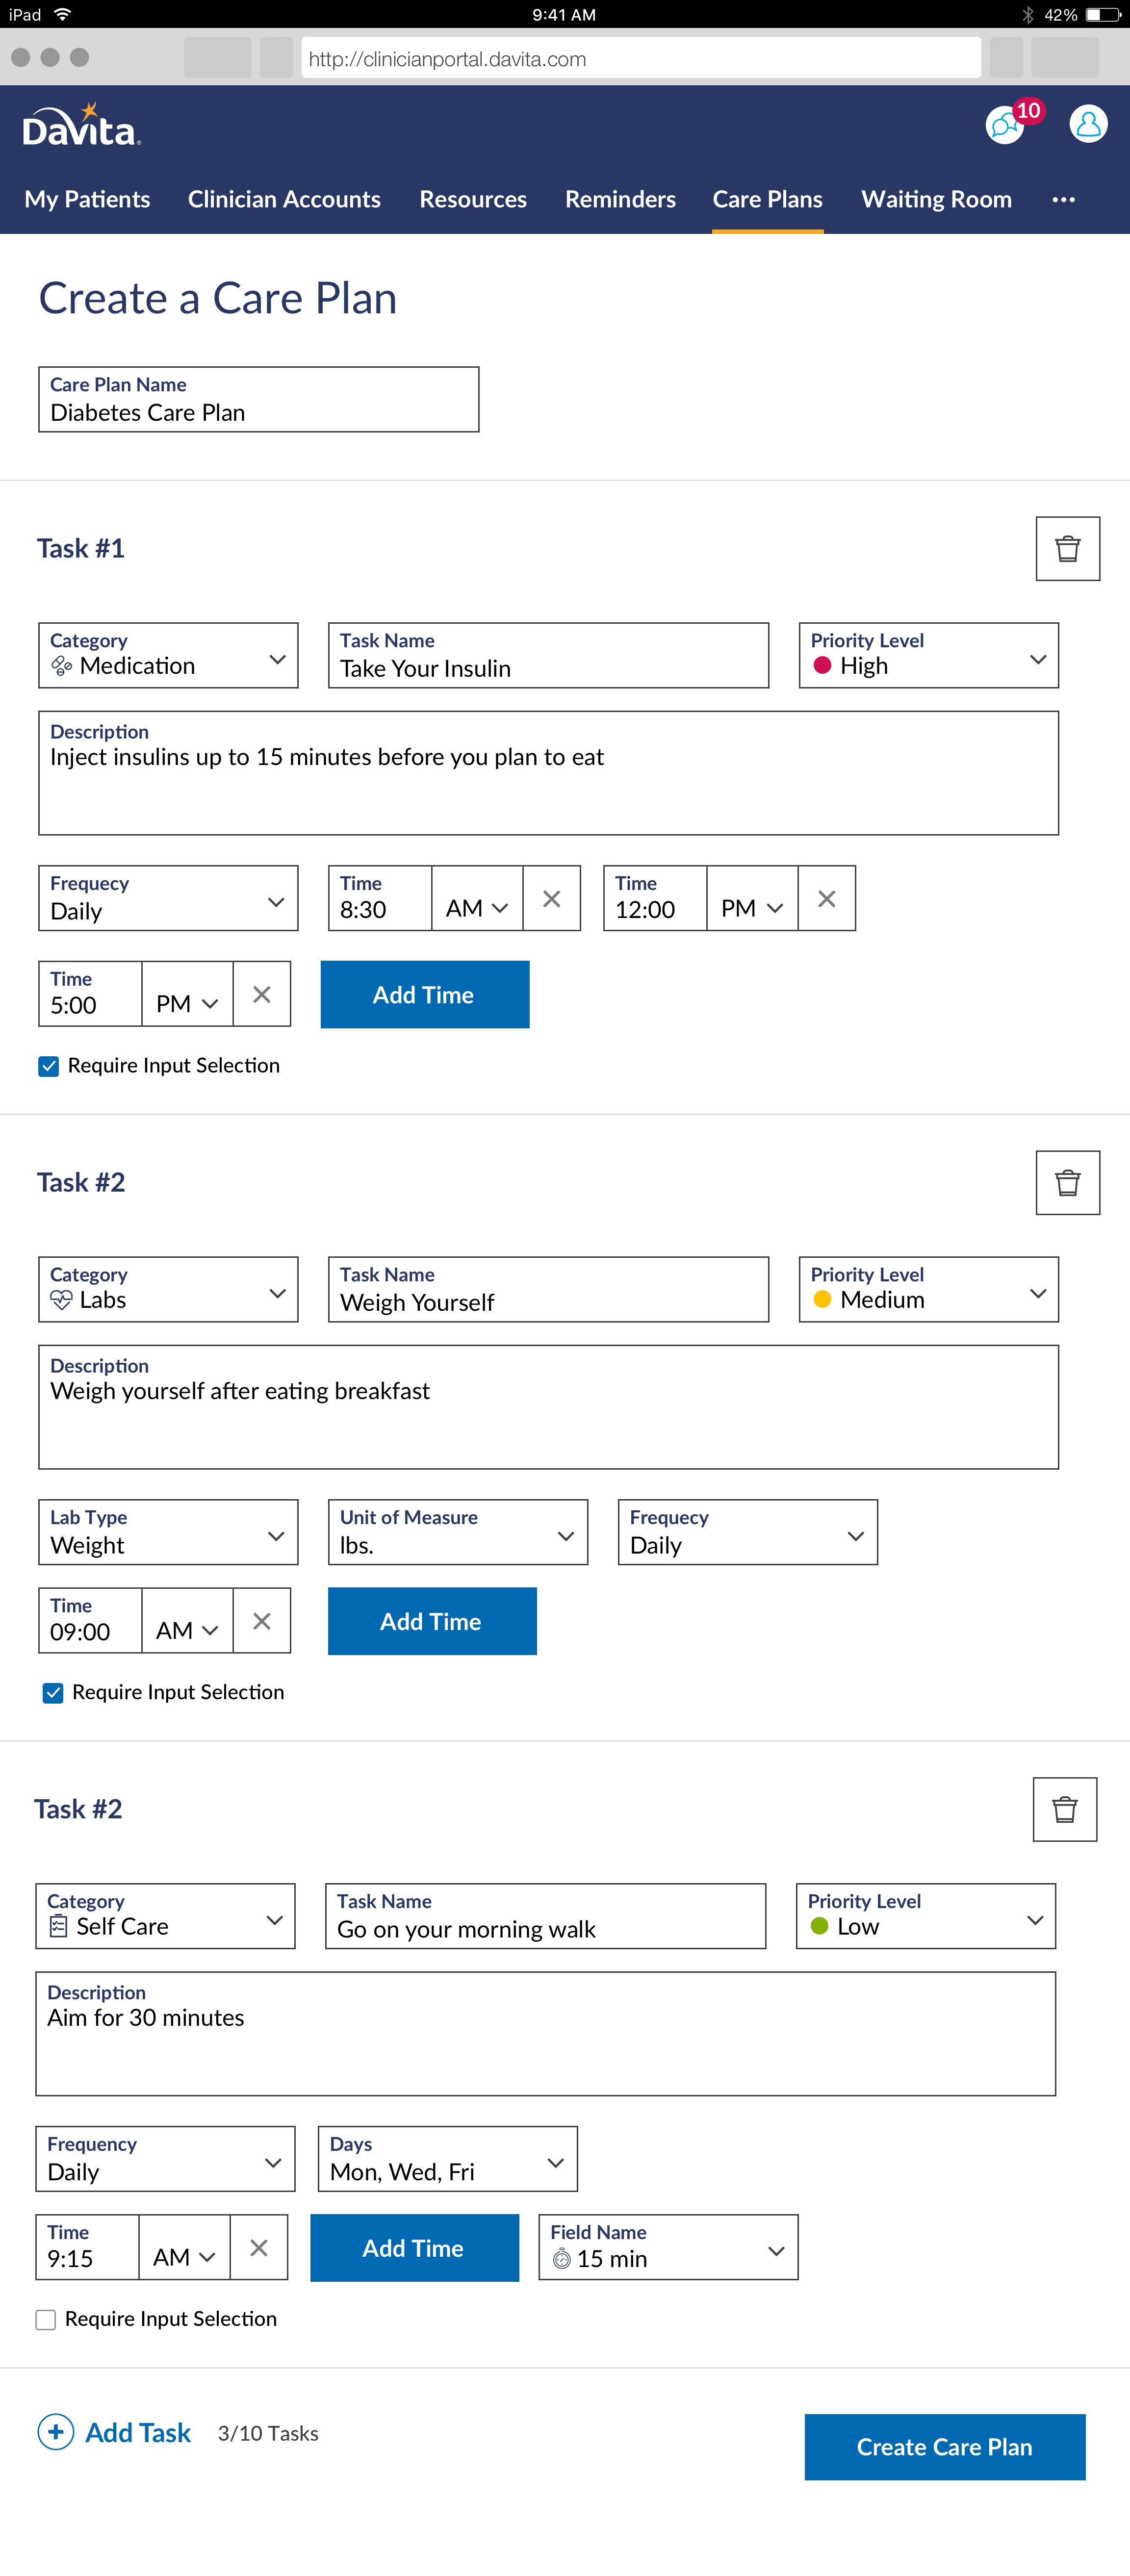 iPad 9:41 AM 42%
http://clinicianportal.davita.com
DaVita. 10
My Patients Clinician Accounts Resources Reminders Care Plans Waiting Room ...
Create a Care Plan
Care Plan Name
Diabetes Care Plan
Task #1
Category Task Name Priority Level
Medication Take Your Insulin High
Description
Inject insulins up to 15 minutes before you plan to eat
Frequecy Time Time
Daily 8:30 AM 12:00 PM
Time
5:00 PM Add Time
Require Input Selection
Task #2
Category Task Name Priority Level
Labs Weigh Yourself Medium
Description
Weigh yourself after eating breakfast
Lab Type Unit of Measure Frequecy
Weight lbs. Daily
Time
09:00 AM Add Time
Require Input Selection
Task #2
Category Task Name Priority Level
Self Care Go on your morning walk Low
Description
Aim for 30 minutes
Frequency Days
Daily Mon, Wed, Fri
Time Field Name
9:15 AM Add Time 15 min
Require Input Selection
Add Task 3/10 Tasks
Create Care Plan